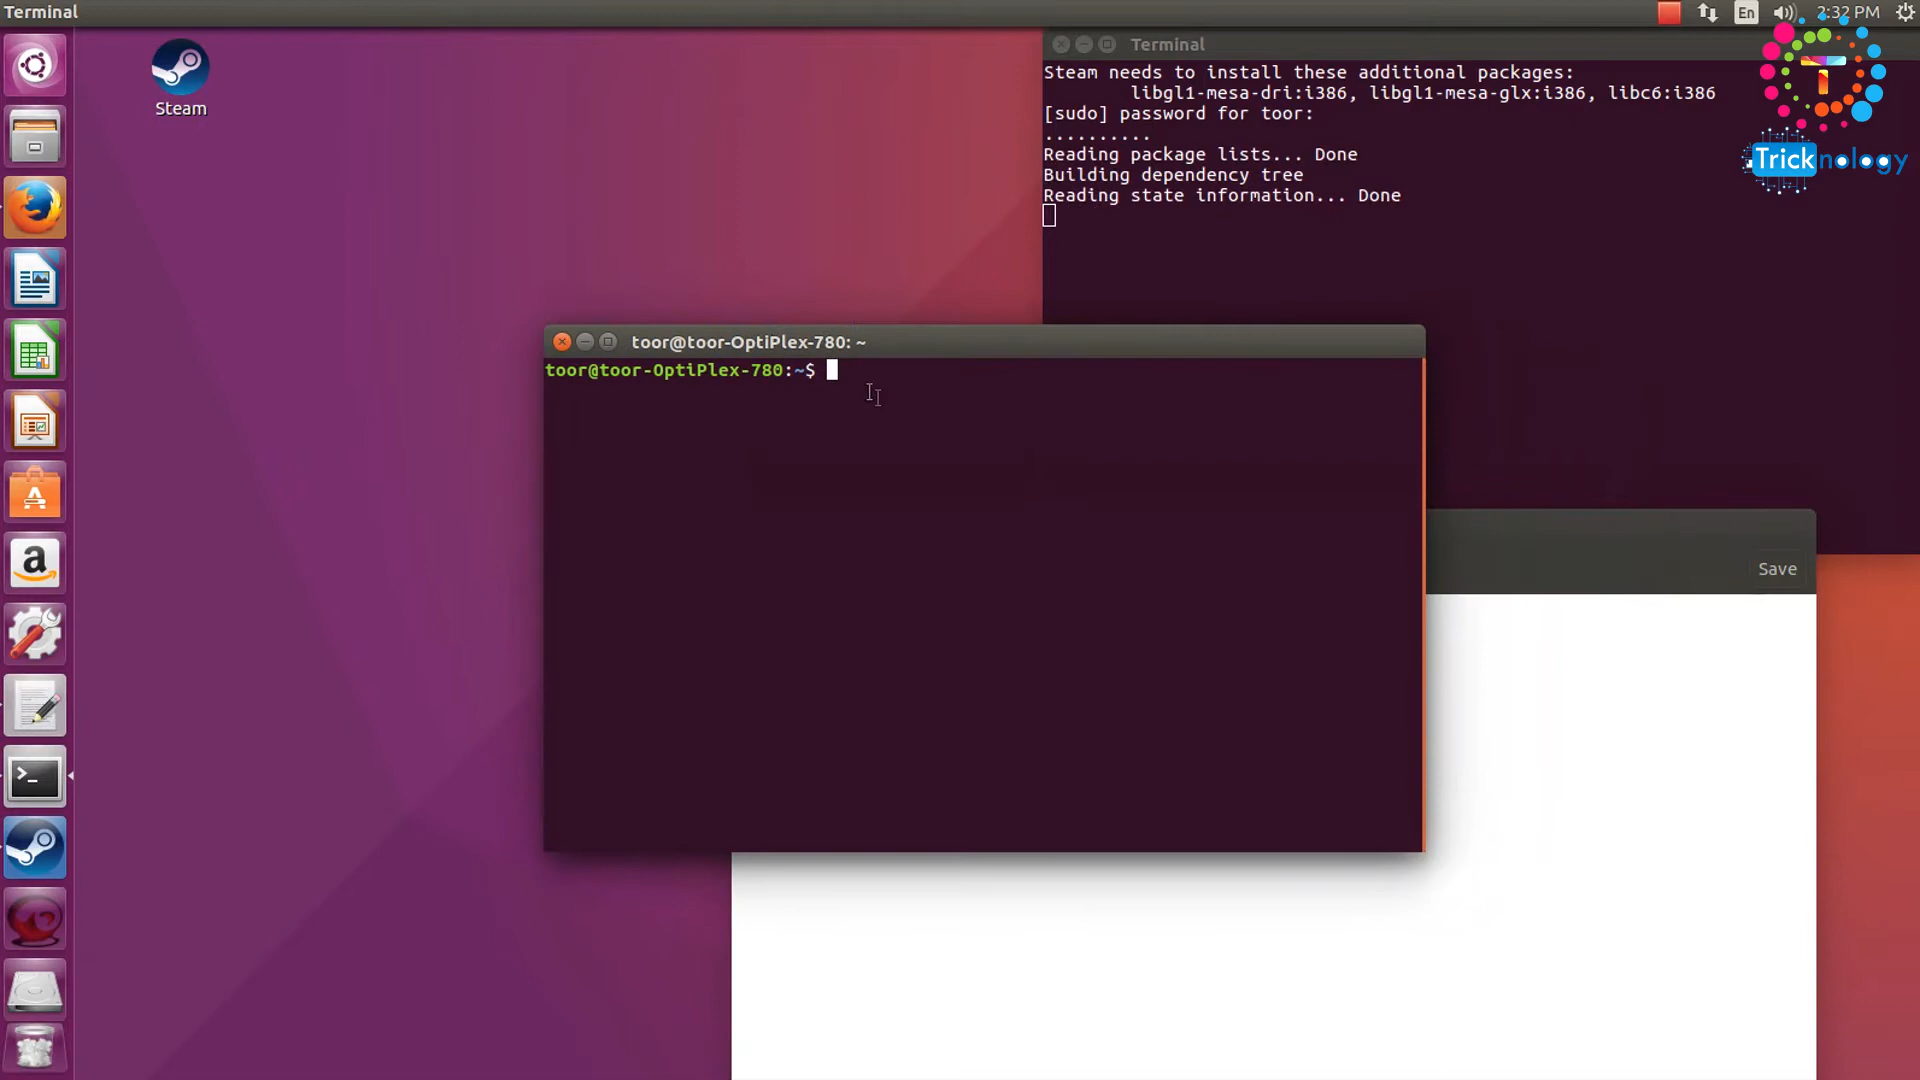 Terminal
En
2:32 PM
Steam
Terminal
Steam needs to install these additional packages:
libgl1-mesa-dri:i386, libgl1-mesa-glx:i386, libc6:i386
[sudo] password for toor:
..........
Reading package lists... Done
Building dependency tree
Reading state information... Done
T
Tricknology
toor@toor-OptiPlex-780: ~
toor@toor-OptiPlex-780:~$
Save